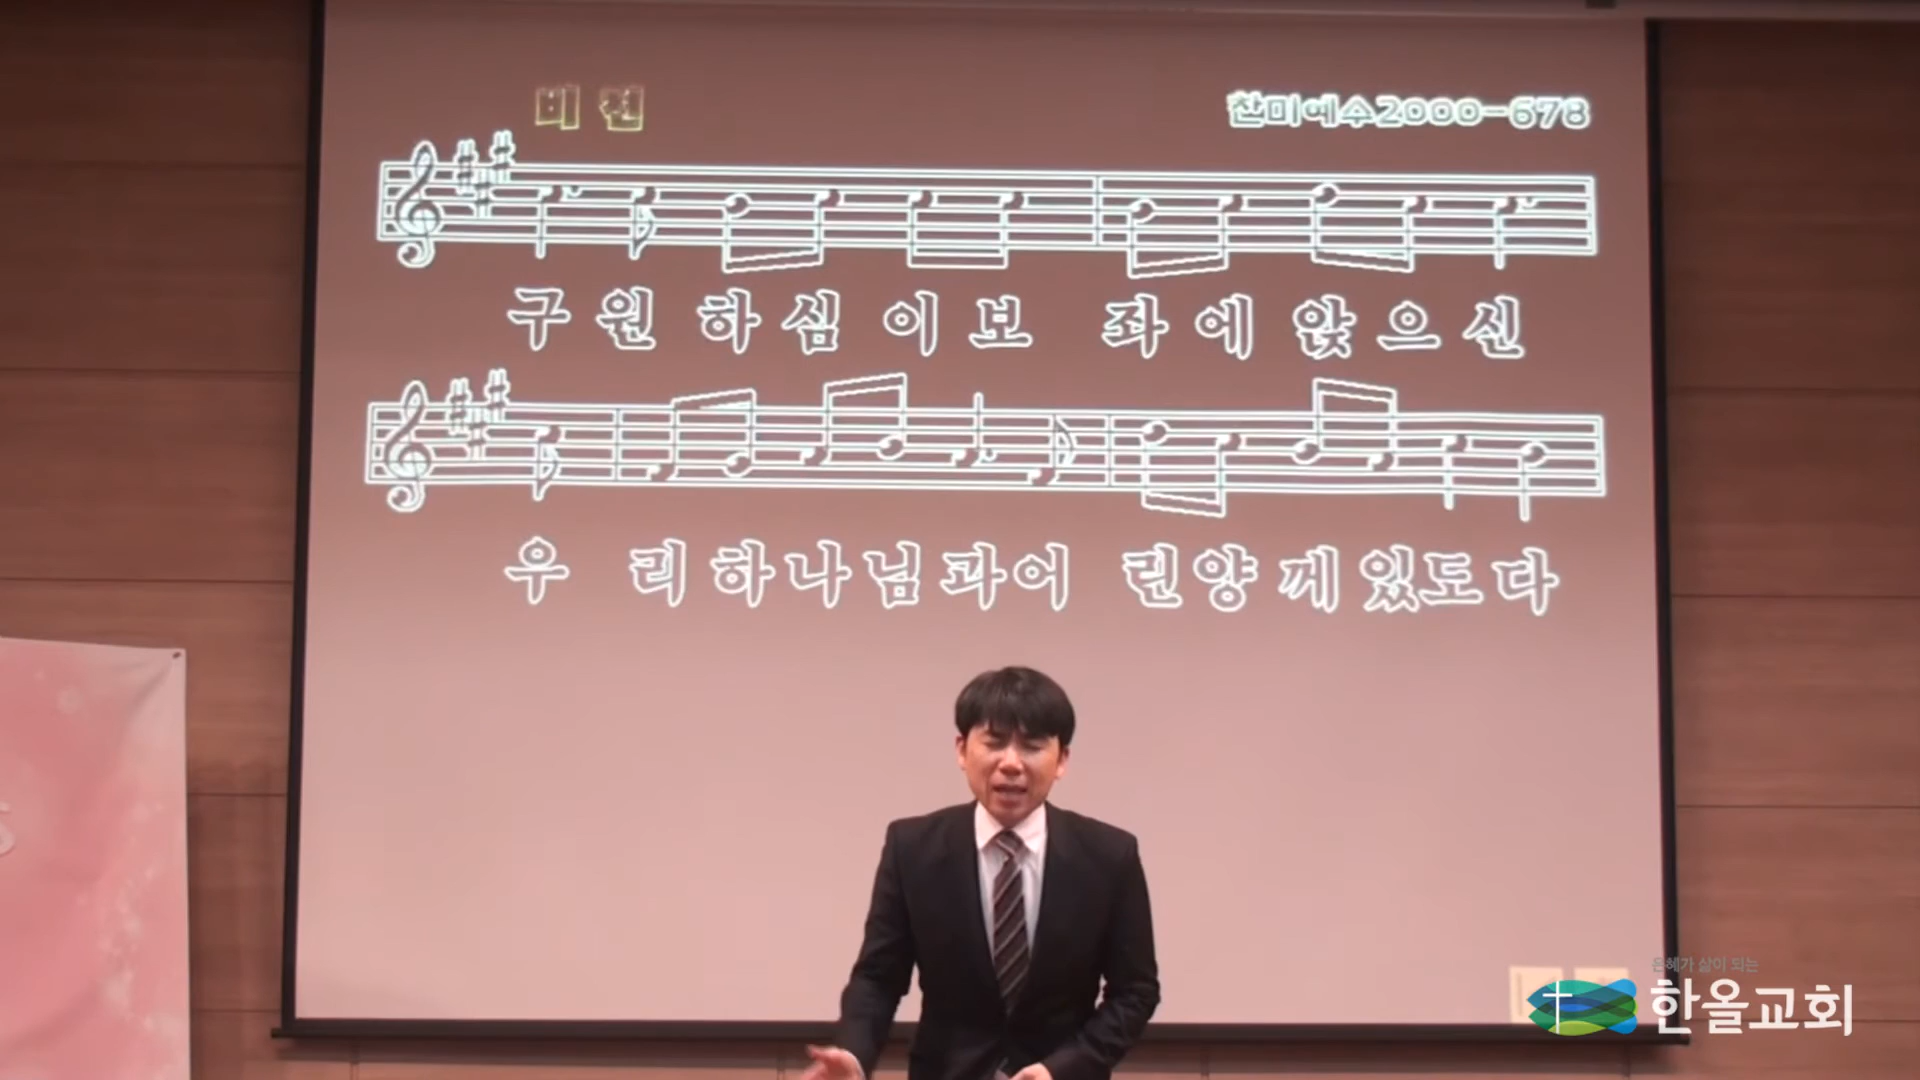 비 젼
찬미예수2000-678
구 원 하 심 이 보 좌 에 앉 으 신
우 리 하 나 님 과 어 린 양 께 있 도 다
은혜가 삶이 되는
한올교회